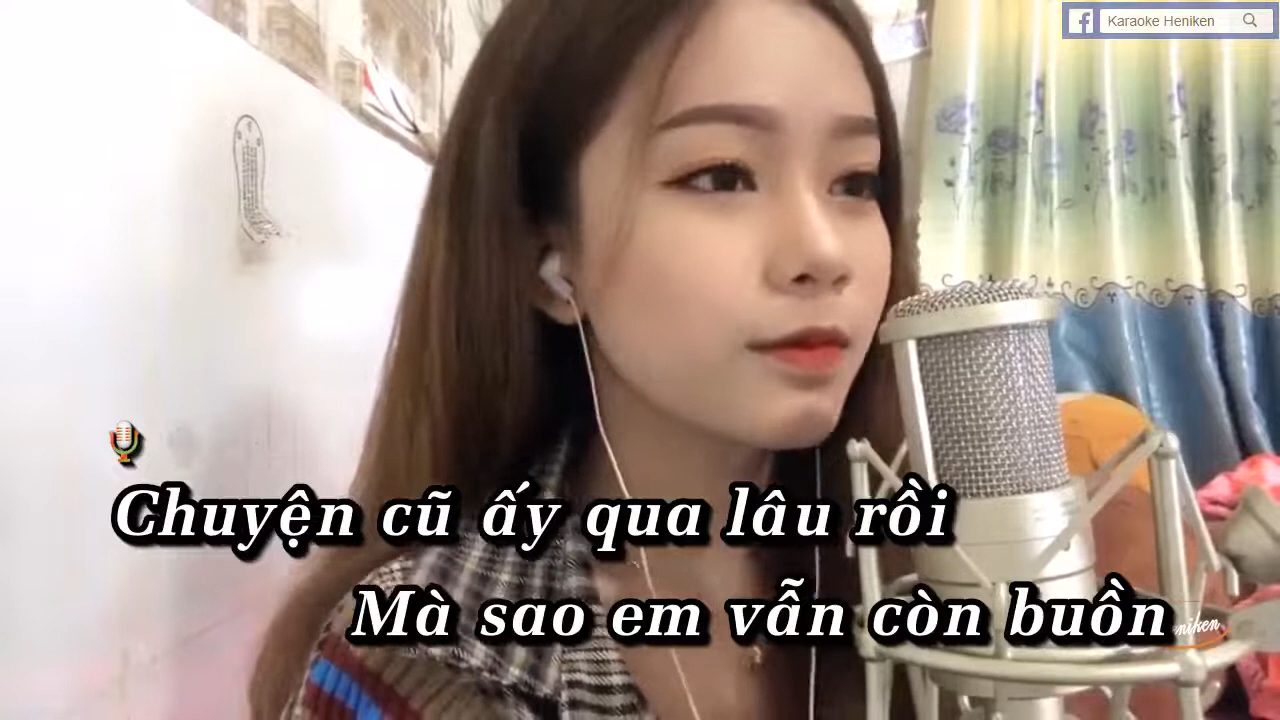 Karaoke Heniken
Chuyện cũ ấy qua lâu rồi
Mà sao em vẫn còn buồn